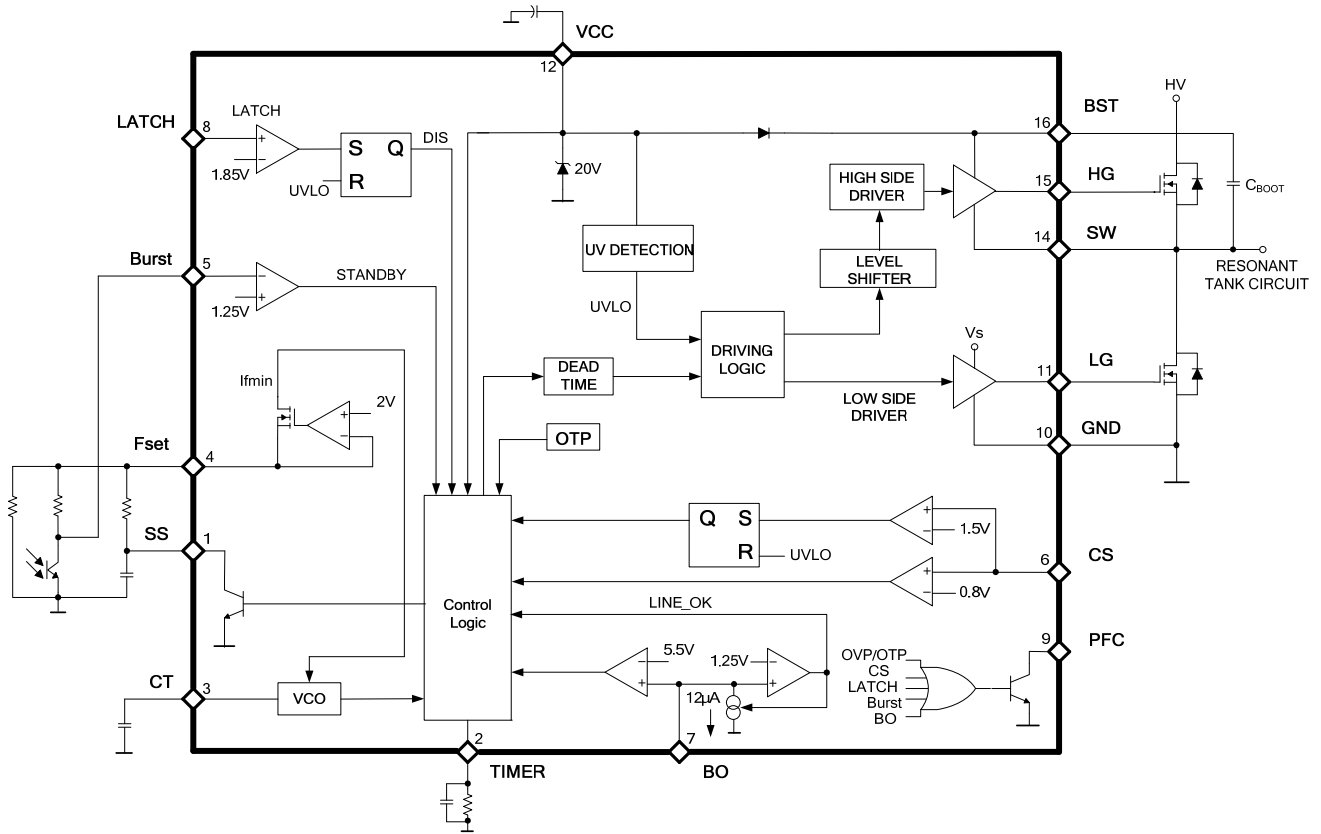 VCC
12
LATCH
8
LATCH
+
−
1.85V
S Q
R
UVLO
DIS
20V
BST
16
HV
HIGH SIDE
DRIVER
HG
15
CBOOT
SW
14
RESONANT
TANK CIRCUIT
LEVEL
SHIFTER
UV DETECTION
UVLO
Burst
5
−
+
1.25V
STANDBY
DRIVING
LOGIC
DEAD
TIME
Vs
LG
11
LOW SIDE
DRIVER
GND
10
Ifmin
+
−
2V
OTP
Fset
4
SS
1
Q S
R
UVLO
+
−
1.5V
CS
6
+
−
0.8V
Control
Logic
LINE_OK
5.5V
−
+
1.25V
−
+
12µA
PFC
9
OVP/OTP
CS
LATCH
Burst
BO
CT
3
VCO
2
TIMER
7
BO